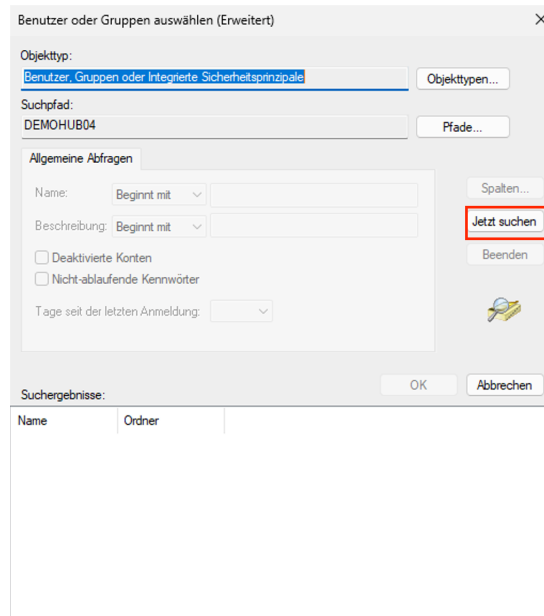 Benutzer oder Gruppen auswählen (Erweitert)
Objekttyp:
Benutzer, Gruppen oder Integrierte Sicherheitsprinzipale
Objekttypen...
Suchpfad:
DEMOHUB04
Pfade...
Allgemeine Abfragen
Name:
Beginnt mit
Spalten...
Beschreibung:
Beginnt mit
Jetzt suchen
Deaktivierte Konten
Beenden
Nicht-ablaufende Kennwörter
Tage seit der letzten Anmeldung:
OK
Abbrechen
Suchergebnisse:
Name
Ordner